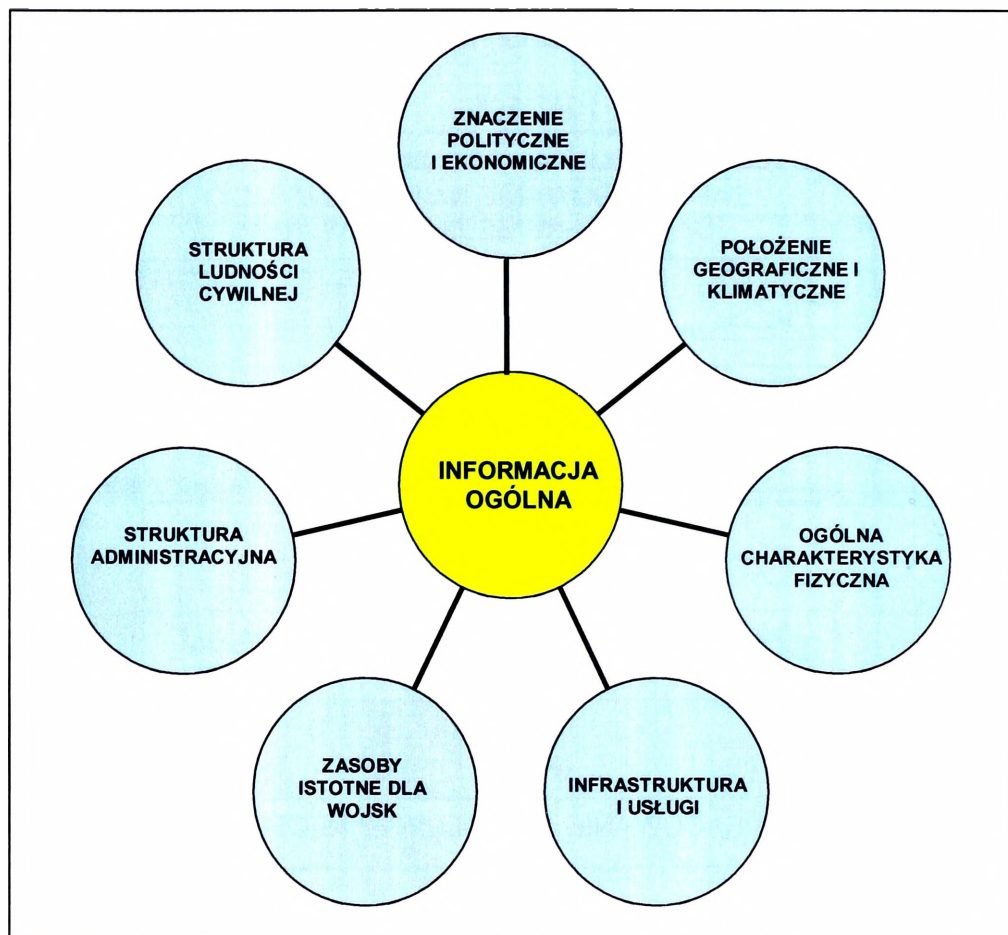 ZNACZENIE
POLITYCZNE
I EKONOMICZNE
POŁOŻENIE
GEOGRAFICZNE I
KLIMATYCZNE
OGÓLNA
CHARAKTERYSTYKA
FIZYCZNA
INFRASTRUKTURA
I USŁUGI
ZASOBY
ISTOTNE DLA
WOJSK
STRUKTURA
ADMINISTRACYJNA
STRUKTURA
LUDNOŚCI
CYWILNEJ
INFORMACJA
OGÓLNA